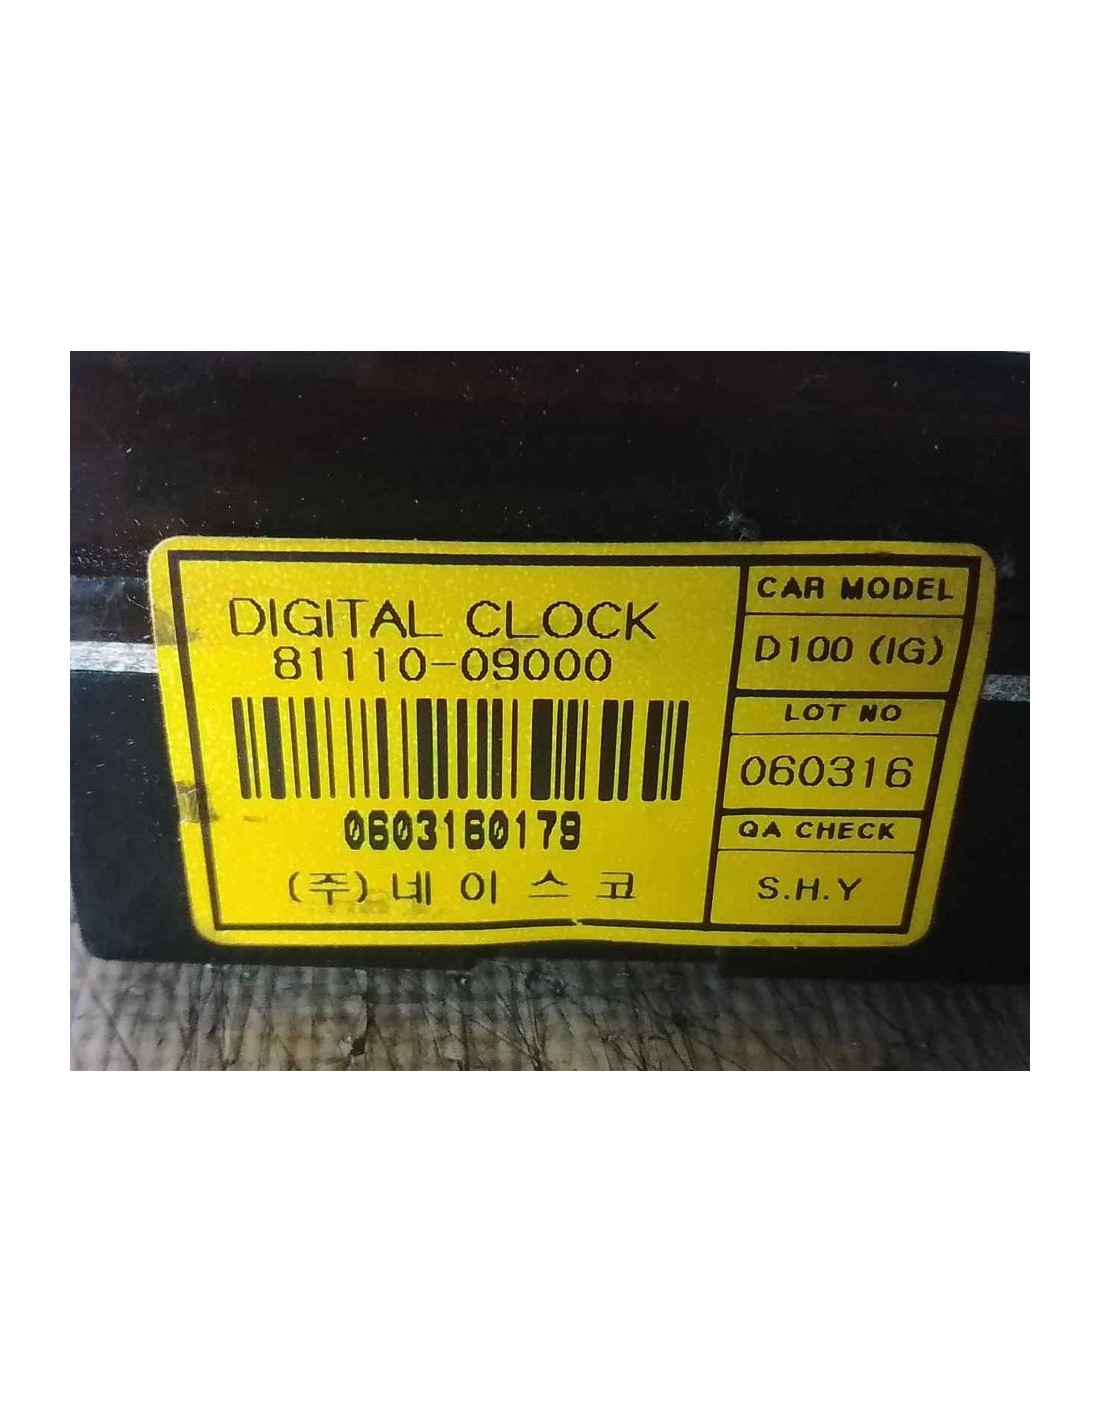 DIGITAL CLOCK
81110-09000
0603160179
(주)네이스코
CAR MODEL
D100 (IG)
LOT NO
060316
QA CHECK
S.H.Y